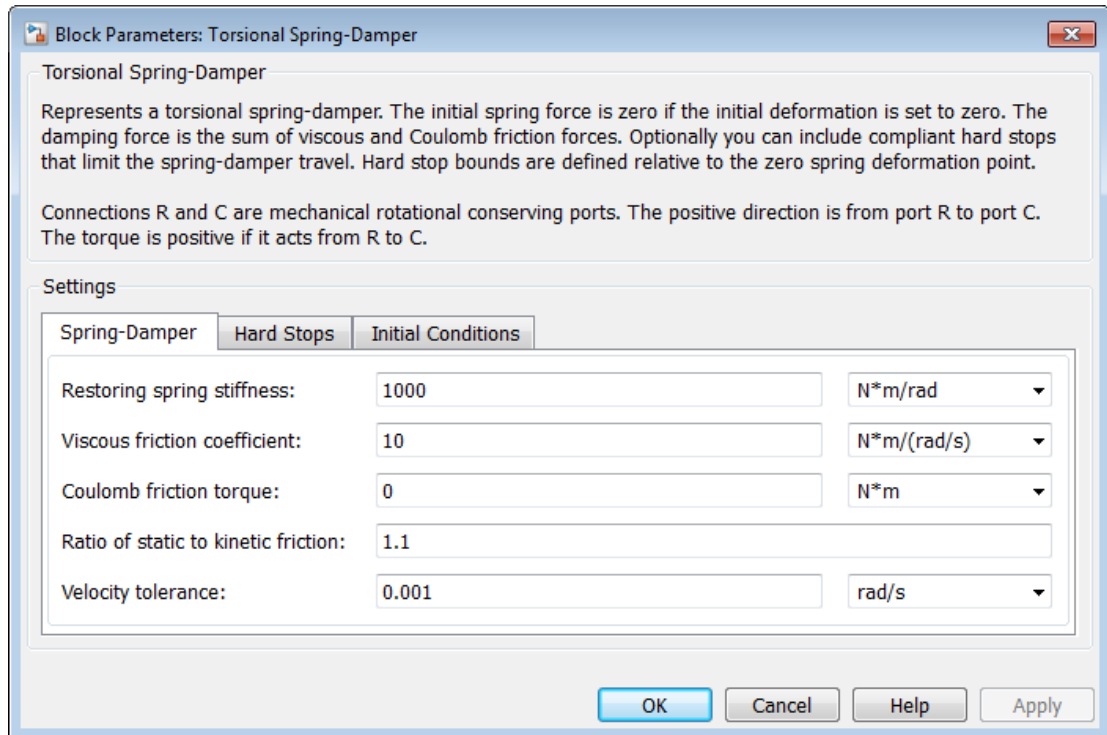 Block Parameters: Torsional Spring-Damper
Torsional Spring-Damper
Represents a torsional spring-damper. The initial spring force is zero if the initial deformation is set to zero. The
damping force is the sum of viscous and Coulomb friction forces. Optionally you can include compliant hard stops
that limit the spring-damper travel. Hard stop bounds are defined relative to the zero spring deformation point.
Connections R and C are mechanical rotational conserving ports. The positive direction is from port R to port C.
The torque is positive if it acts from R to C.
Settings
Spring-Damper Hard Stops Initial Conditions
Restoring spring stiffness: 1000 N*m/rad
Viscous friction coefficient: 10 N*m/(rad/s)
Coulomb friction torque: 0 N*m
Ratio of static to kinetic friction: 1.1
Velocity tolerance: 0.001 rad/s
OK Cancel Help Apply